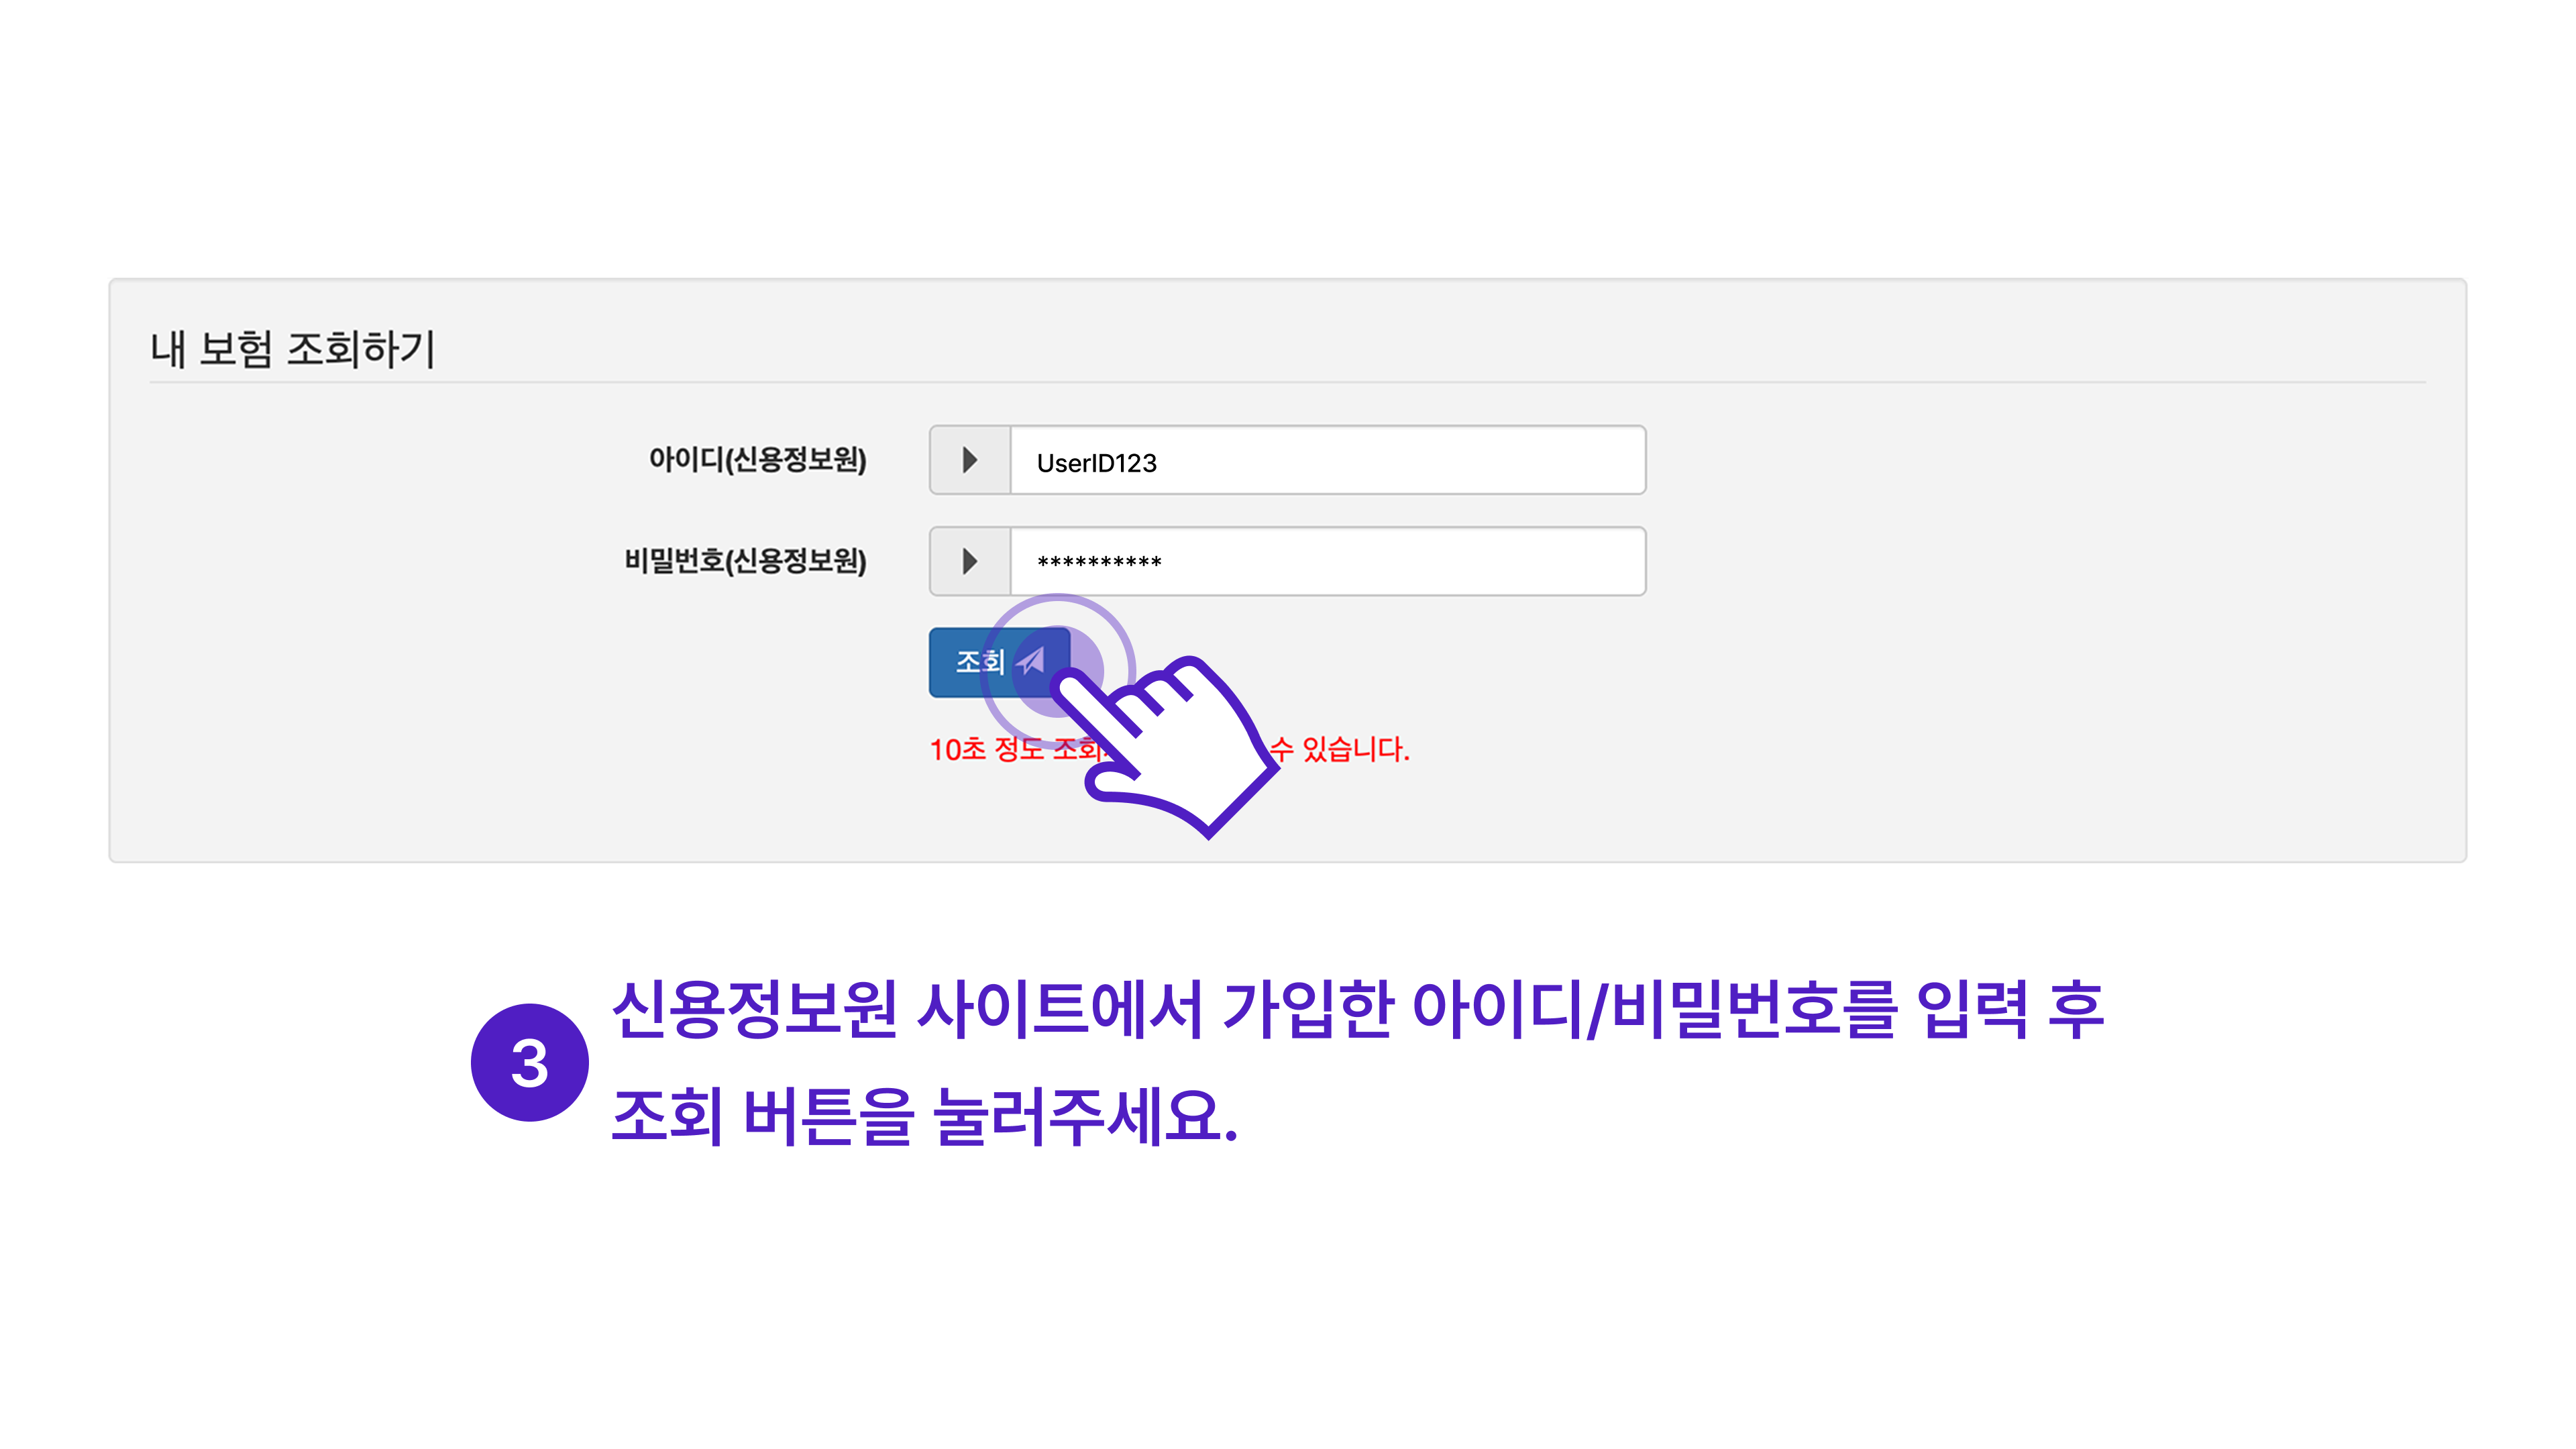 내 보험 조회하기
아이디(신용정보원)
UserID123
비밀번호(신용정보원)
**********
조회
10초 정도 수 있습니다.
3
신용정보원 사이트에서 가입한 아이디/비밀번호를 입력 후
조회 버튼을 눌러주세요.